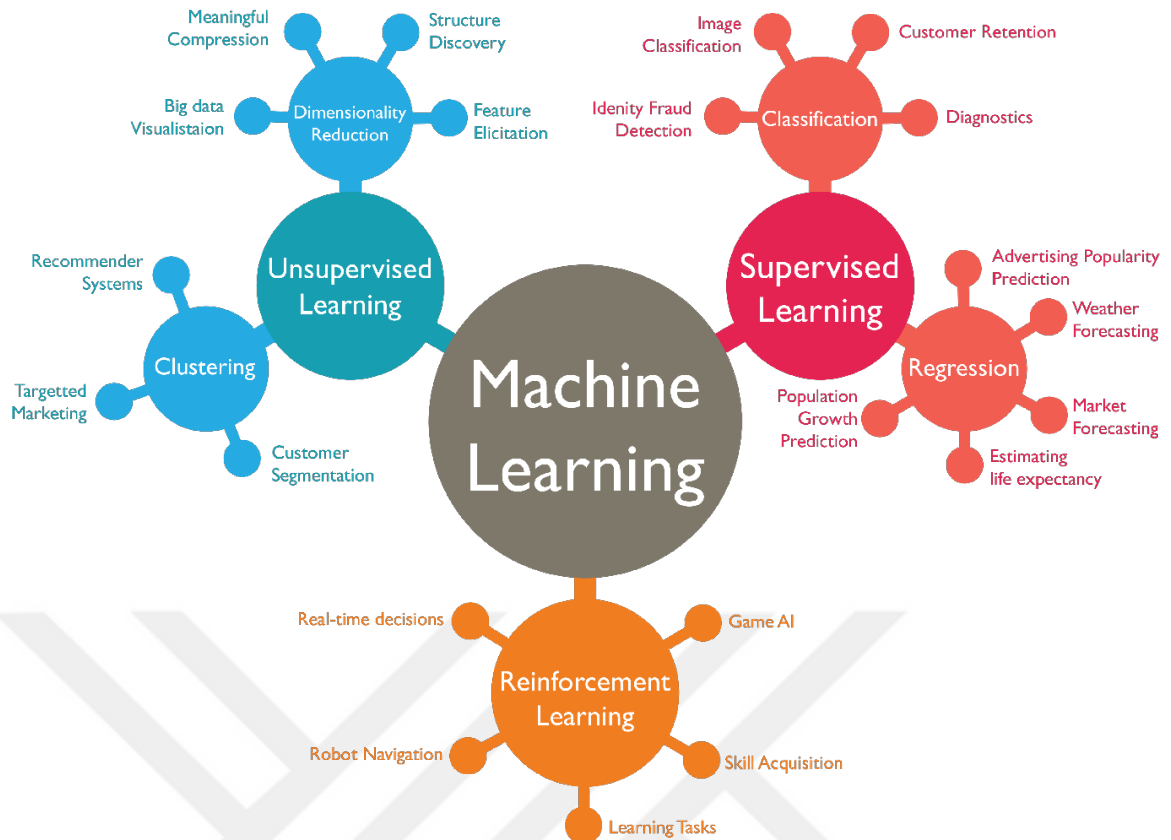 Meaningful
Compression
Structure
Discovery
Big data
Visualistaion
Dimensionality
Reduction
Feature
Elicitation
Image
Classification
Customer Retention
Idenity Fraud
Detection
Classification
Diagnostics
Recommender
Systems
Unsupervised
Learning
Clustering
Targetted
Marketing
Customer
Segmentation
Supervised
Learning
Advertising Popularity
Prediction
Weather
Forecasting
Regression
Population
Growth
Prediction
Market
Forecasting
Estimating
life expectancy
Machine
Learning
Real-time decisions
Game AI
Reinforcement
Learning
Robot Navigation
Skill Acquisition
Learning Tasks